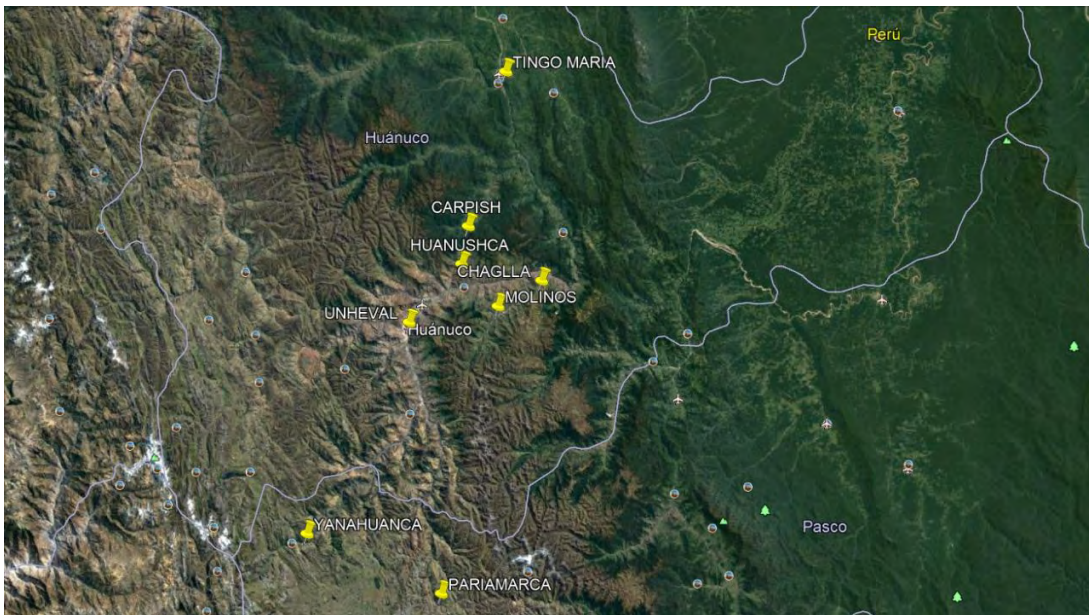 Perú
TINGO MARIA
Huánuco
CARPISH
HUANUSHCA
CHAGLLA
MOLINOS
UNHEVAL
Huánuco
YANAHUANCA
Pasco
PARIAMARCA